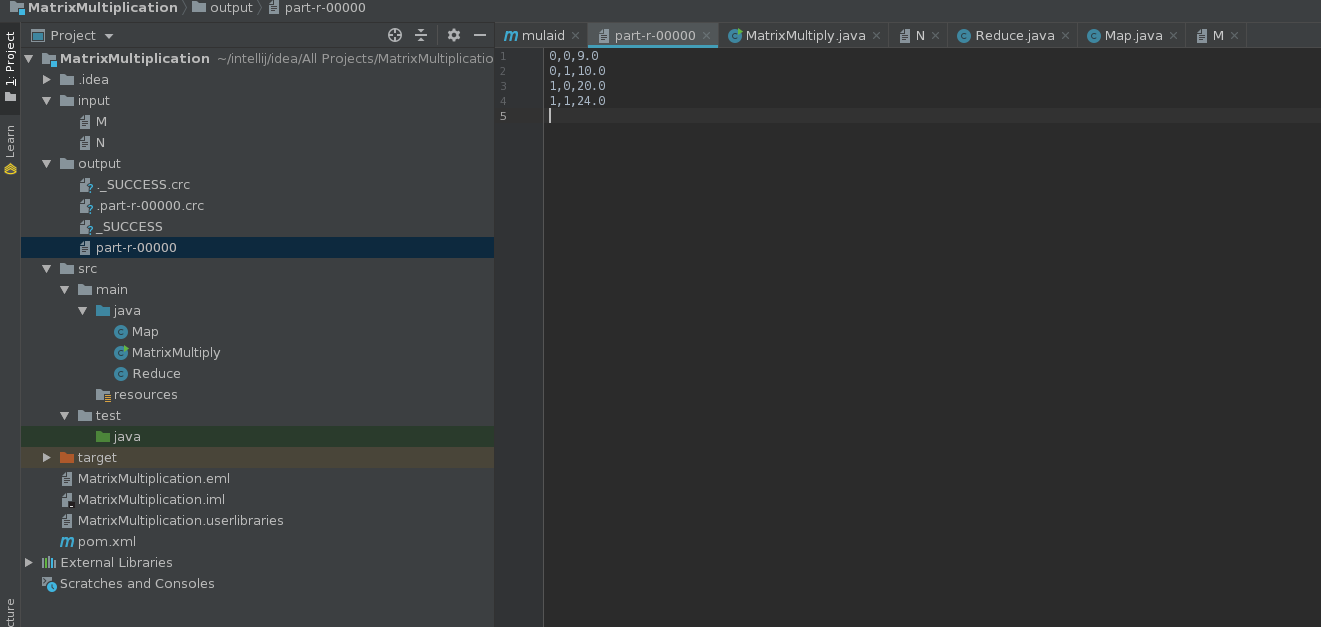 MatrixMultiplication output part-r-00000
Project
mulaid part-r-00000 MatrixMultiply.java N Reduce.java Map.java M
1: Project
Learn
MatrixMultiplication ~/intellij/idea/All Projects/MatrixMultiplicatio
.idea
input
M
N
output
._SUCCESS.crc
.part-r-00000.crc
_SUCCESS
part-r-00000
src
main
java
Map
MatrixMultiply
Reduce
resources
test
java
target
MatrixMultiplication.eml
MatrixMultiplication.iml
MatrixMultiplication.userlibraries
pom.xml
External Libraries
Scratches and Consoles
cture
1 0,0,9.0
2 0,1,10.0
3 1,0,20.0
4 1,1,24.0
5